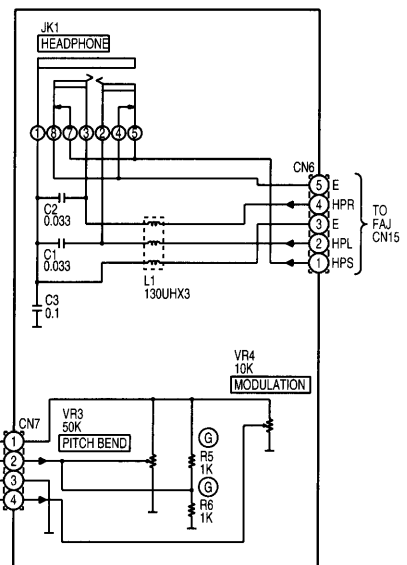 JK1
HEADPHONE
1 8 7 3 2 4 5
CN6
5 E
4 HPR
3 E
2 HPL
1 HPS
TO
FAJ
CN15
C2
0.033
C1
0.033
L1
130UHX3
C3
0.1
VR4
10K
MODULATION
CN7
1
2
3
4
VR3
50K
PITCH BEND
G
R5
1K
G
R6
1K